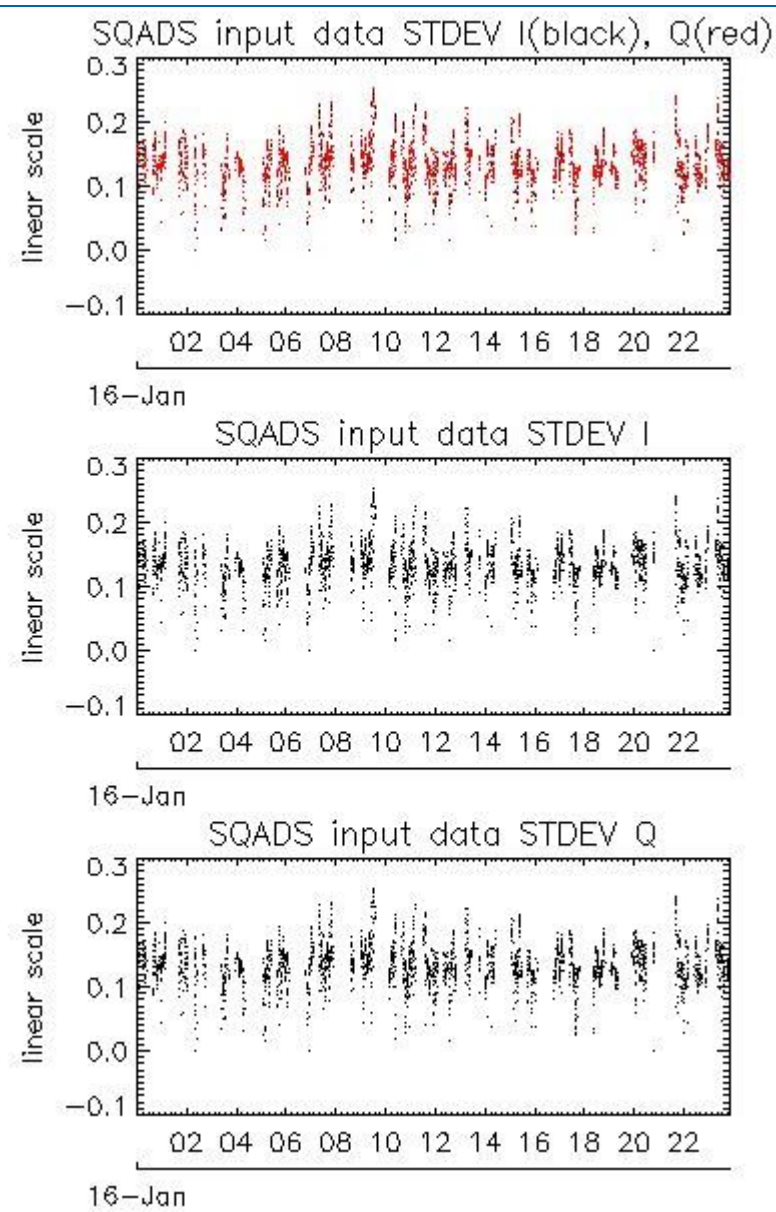 SQADS input data STDEV I(black), Q(red)
0.3
0.2
0.1
0.0
−0.1
linear scale
02 04 06 08 10 12 14 16 18 20 22
16−Jan
SQADS input data STDEV I
0.3
0.2
0.1
0.0
−0.1
linear scale
02 04 06 08 10 12 14 16 18 20 22
16−Jan
SQADS input data STDEV Q
0.3
0.2
0.1
0.0
−0.1
linear scale
02 04 06 08 10 12 14 16 18 20 22
16−Jan